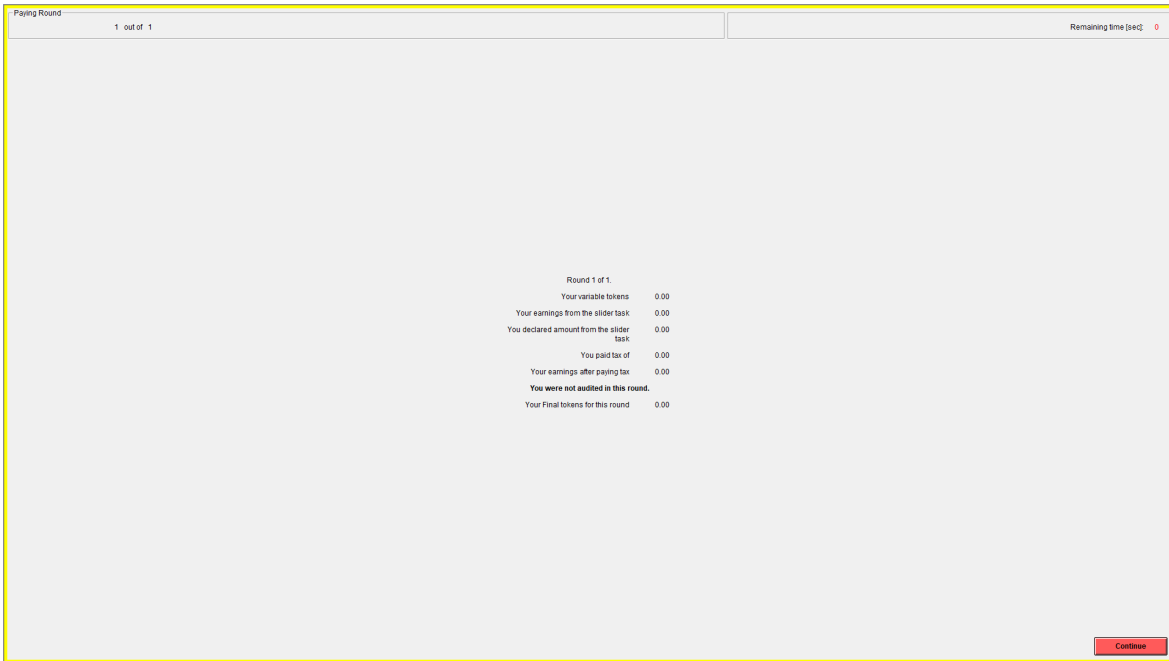 Paying Round
1 out of 1
Remaining time [sec]: 0
Round 1 of 1.
Your variable tokens 0.00
Your earnings from the slider task 0.00
You declared amount from the slider
task 0.00
You paid tax of 0.00
Your earnings after paying tax 0.00
You were not audited in this round.
Your Final tokens for this round 0.00
Continue